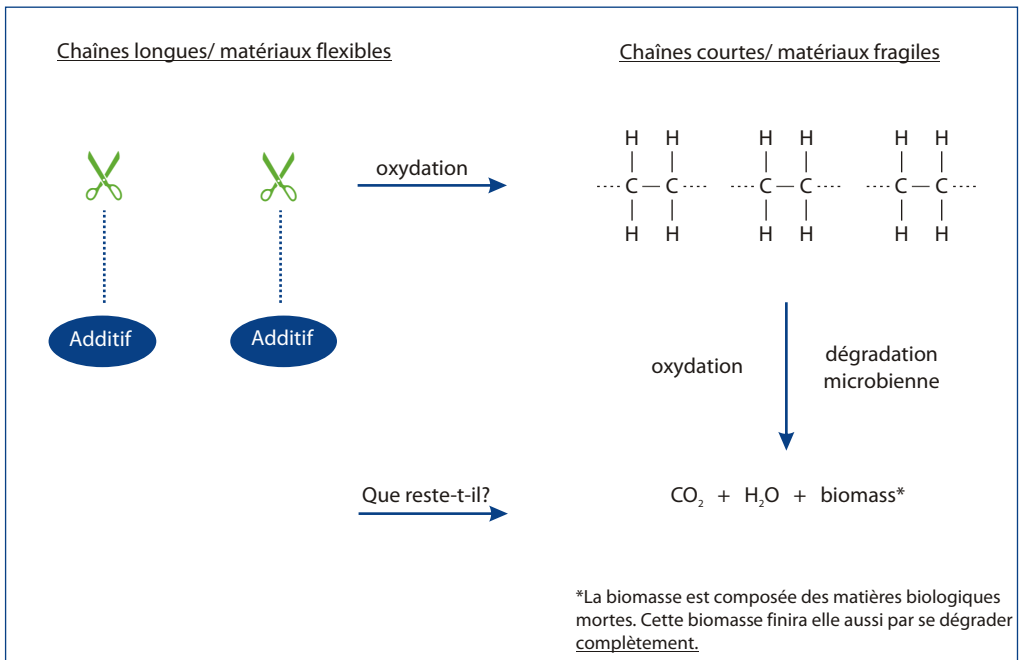 Chaînes longues/ matériaux flexibles
Chaînes courtes/ matériaux fragiles
oxydation
H H H H H H
C C C C C C
H H H H H H
Additif
Additif
oxydation
dégradation
microbienne
Que reste-t-il?
CO₂ + H₂O + biomass*
*La biomasse est composée des matières biologiques
mortes. Cette biomasse finira elle aussi par se dégrader
complètement.